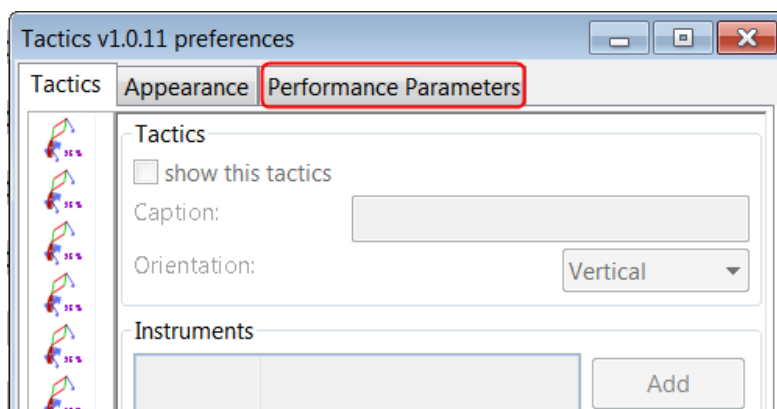 Tactics v1.0.11 preferences
Tactics Appearance Performance Parameters
Tactics
show this tactics
Caption:
Orientation: Vertical
Instruments
Add